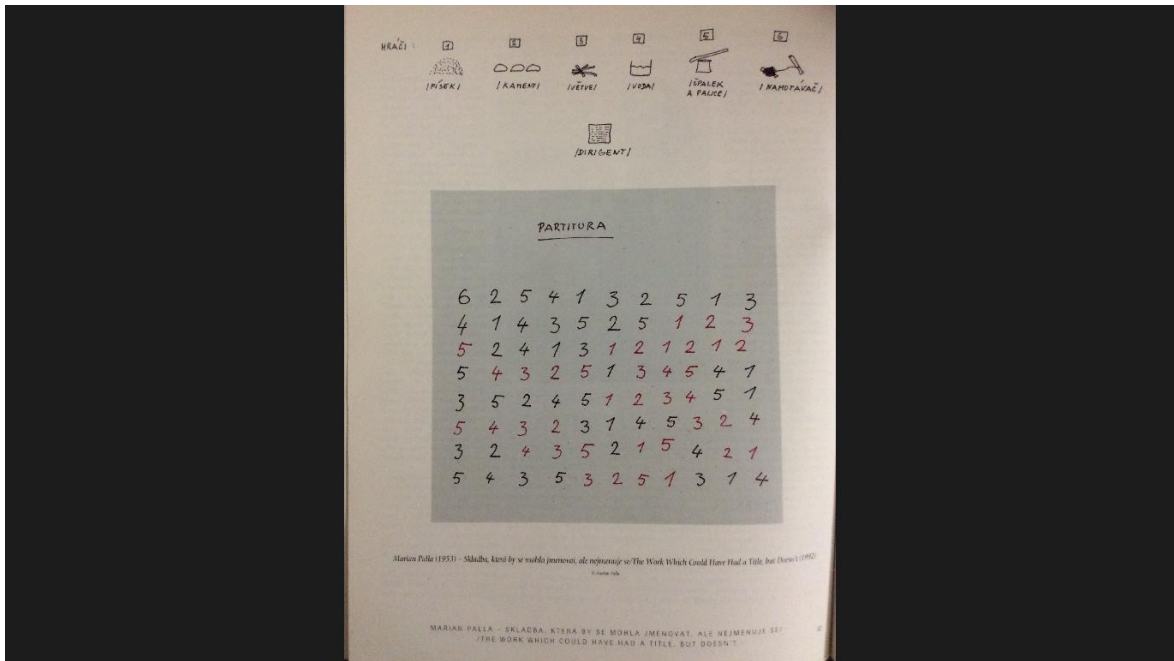 HRÁČI : 1 2 3 4 5 6
/PÍSEK/ /KAMENY/ /VĚTVE/ /VODA/ /ŠPALEK A PALICE/ /NAMOTÁVAČ/
/DIRIGENT/
PARTITURA
6 2 5 4 1 3 2 5 1 3
4 1 4 3 5 2 5 1 2 3
5 2 4 1 3 1 2 1 2 1 2
5 4 3 2 5 1 3 4 5 4 1
3 5 2 4 5 1 2 3 4 5 1
5 4 3 2 3 1 4 5 3 2 4
3 2 4 3 5 2 1 5 4 2 1
5 4 3 5 3 2 5 1 3 1 4
Marian Palla (1953) – Skladba, která by se mohla jmenovat, ale nejmenuje se/The Work Which Could Have Had a Title, but Doesn't (1992)
© Marian Palla
MARIAN PALLA – SKLADBA, KTERÁ BY SE MOHLA JMENOVAT, ALE NEJMENUJE SE/
/THE WORK WHICH COULD HAVE HAD A TITLE, BUT DOESN'T